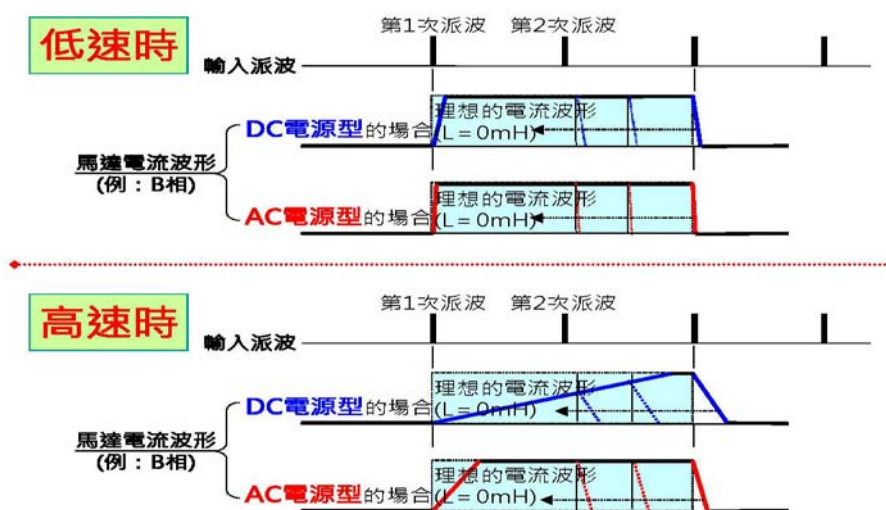 低速時
第1次派波 第2次派波
輸入派波
理想的電流波形
DC電源型的場合(L=0mH)
馬達電流波形
(例:B相)
理想的電流波形
AC電源型的場合(L=0mH)
高速時
第1次派波 第2次派波
輸入派波
理想的電流波形
DC電源型的場合(L=0mH)
馬達電流波形
(例:B相)
理想的電流波形
AC電源型的場合(L=0mH)